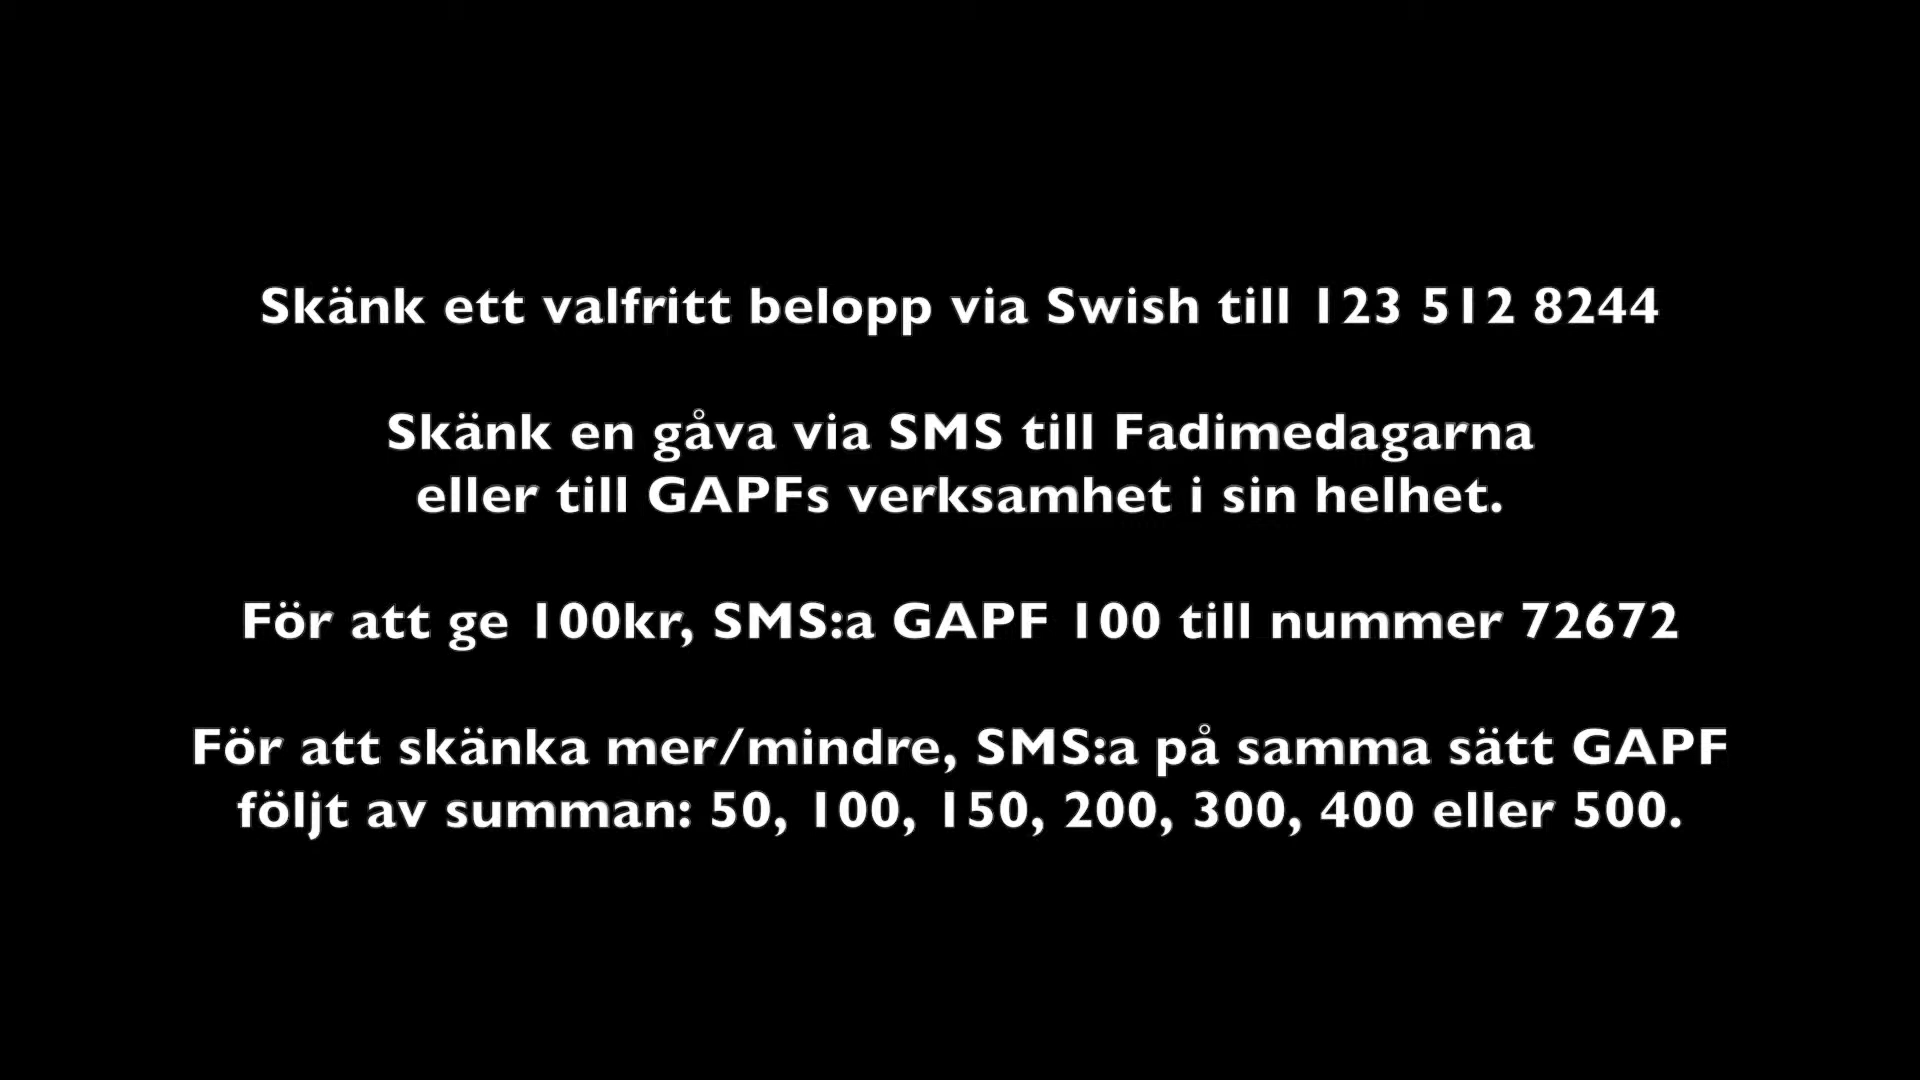 Skänk ett valfritt belopp via Swish till 123 512 8244
Skänk en gåva via SMS till Fadimedagarna
eller till GAPFs verksamhet i sin helhet.
För att ge 100kr, SMS:a GAPF 100 till nummer 72672
För att skänka mer/mindre, SMS:a på samma sätt GAPF
följt av summan: 50, 100, 150, 200, 300, 400 eller 500.